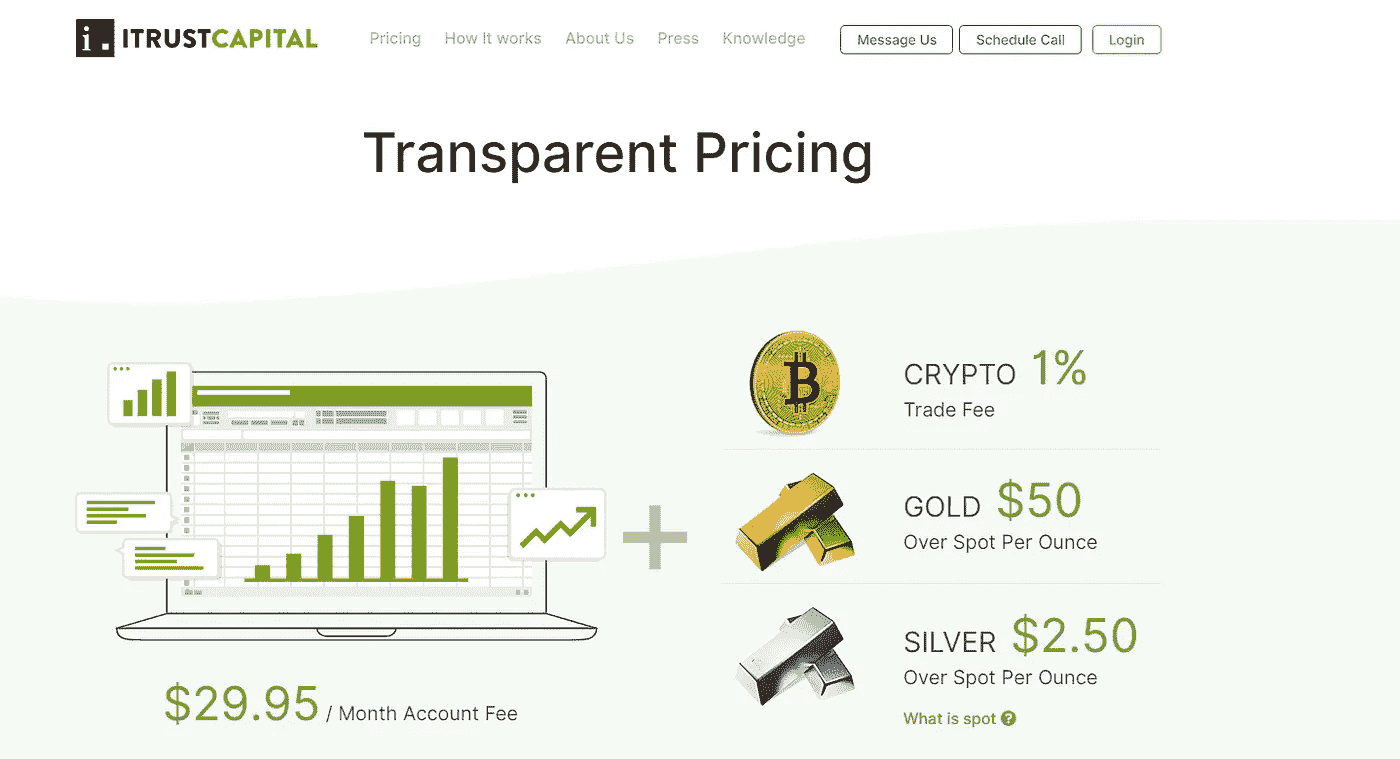 i. ITRUSTCAPITAL
Pricing How It works About Us Press Knowledge Message Us Schedule Call Login
Transparent Pricing
CRYPTO 1%
Trade Fee
GOLD $50
Over Spot Per Ounce
SILVER $2.50
Over Spot Per Ounce
What is spot ?
$29.95 / Month Account Fee